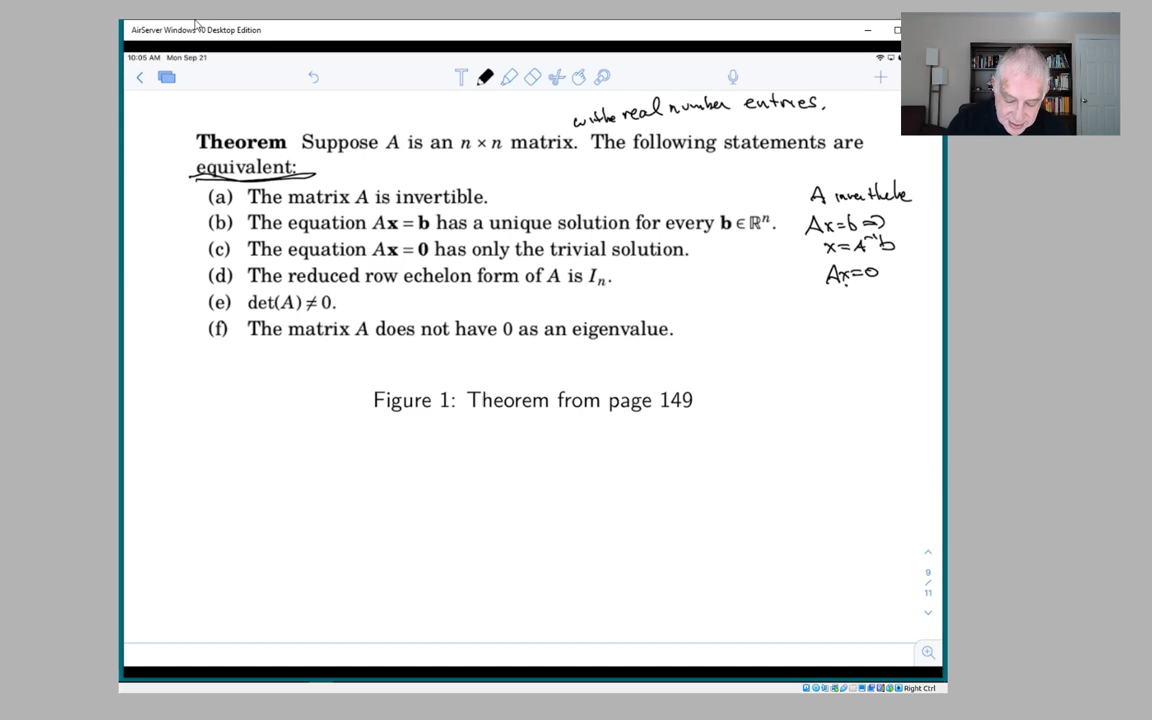 AirServer Windows 10 Desktop Edition
10:05 AM Mon Sep 21
T
with real number entries.
Theorem Suppose A is an n × n matrix. The following statements are
equivalent:
(a) The matrix A is invertible.
(b) The equation Ax = b has a unique solution for every b ∈ ℝⁿ.
(c) The equation Ax = 0 has only the trivial solution.
(d) The reduced row echelon form of A is Iₙ.
(e) det(A) ≠ 0.
(f) The matrix A does not have 0 as an eigenvalue.
A invertible
Ax=b ⇒
x=A⁻¹b
Ax=0
Figure 1: Theorem from page 149
9
/
11
Right Ctrl